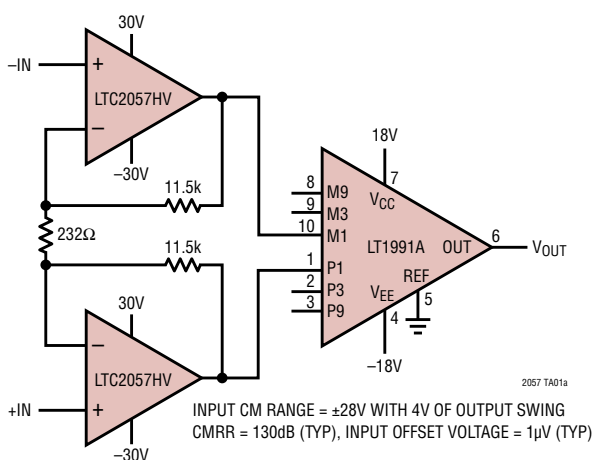 30V
–IN
+
LTC2057HV
–
–30V
11.5k
232Ω
11.5k
30V
–
LTC2057HV
+IN
+
–30V
18V
7
8 M9
VCC
9 M3
10 M1
LT1991A
OUT
6
VOUT
1 P1
REF
2 P3
VEE
5
3 P9
4
–18V
2057 TA01a
INPUT CM RANGE = ±28V WITH 4V OF OUTPUT SWING
CMRR = 130dB (TYP), INPUT OFFSET VOLTAGE = 1µV (TYP)